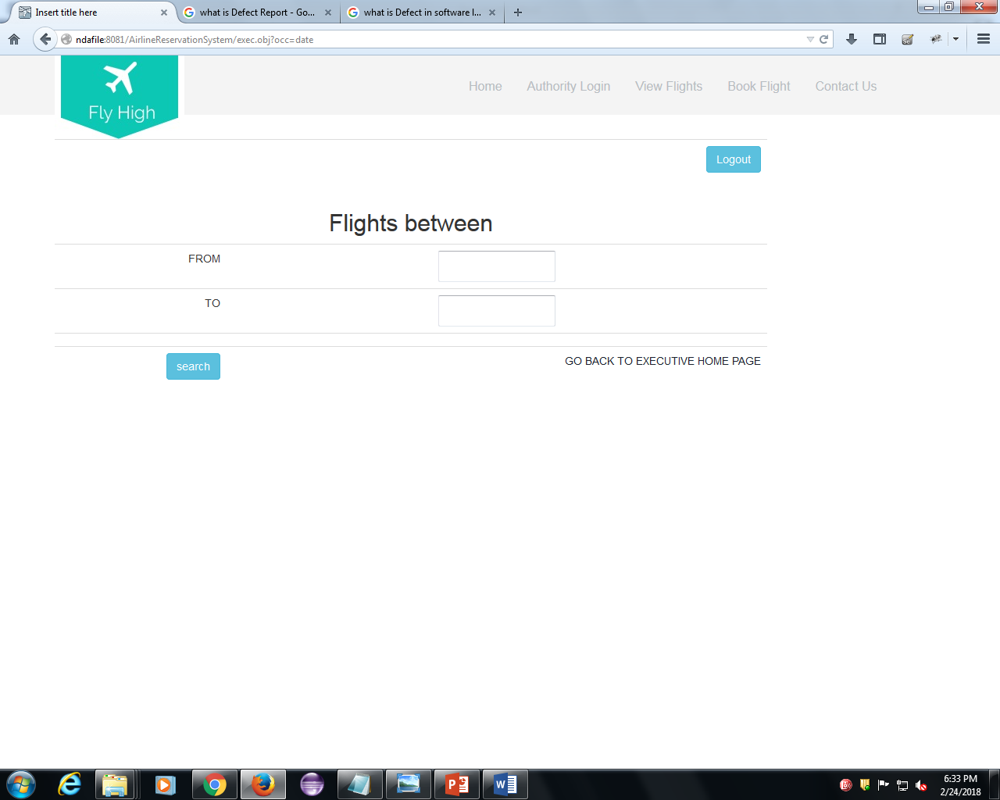 Insert title here
what is Defect Report - Go...
what is Defect in software l...
ndafile:8081/AirlineReservationSystem/exec.obj?occ=date
Fly High
Home Authority Login View Flights Book Flight Contact Us
Logout
Flights between
FROM
TO
search
GO BACK TO EXECUTIVE HOME PAGE
6:33 PM
2/24/2018